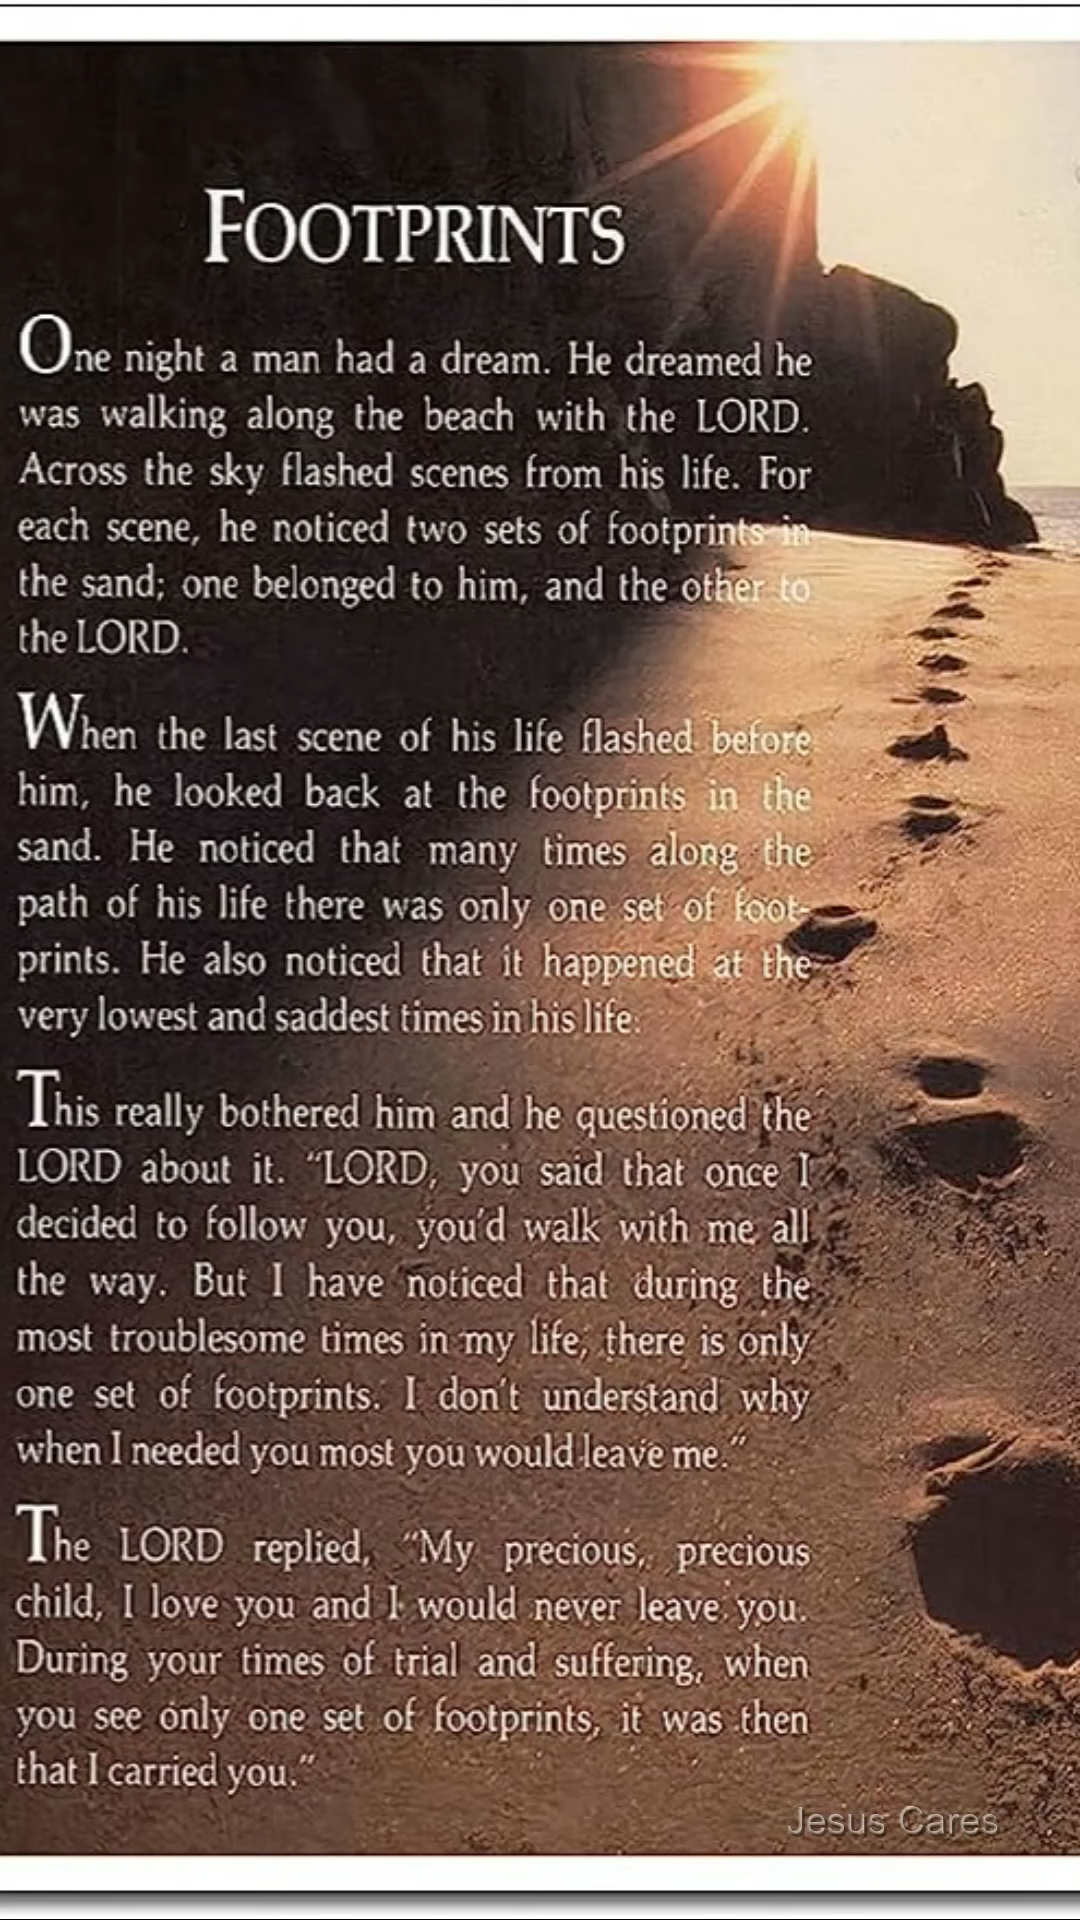 FOOTPRINTS
One night a man had a dream. He dreamed he
was walking along the beach with the LORD.
Across the sky flashed scenes from his life. For
each scene, he noticed two sets of footprints in
the sand; one belonged to him, and the other to
the LORD.
When the last scene of his life flashed before
him, he looked back at the footprints in the
sand. He noticed that many times along the
path of his life there was only one set of foot-
prints. He also noticed that it happened at the
very lowest and saddest times in his life.
This really bothered him and he questioned the
LORD about it. “LORD, you said that once I
decided to follow you, you’d walk with me all
the way. But I have noticed that during the
most troublesome times in my life, there is only
one set of footprints. I don’t understand why
when I needed you most you would leave me.”
The LORD replied, “My precious, precious
child, I love you and I would never leave you.
During your times of trial and suffering, when
you see only one set of footprints, it was then
that I carried you.”
Jesus Cares